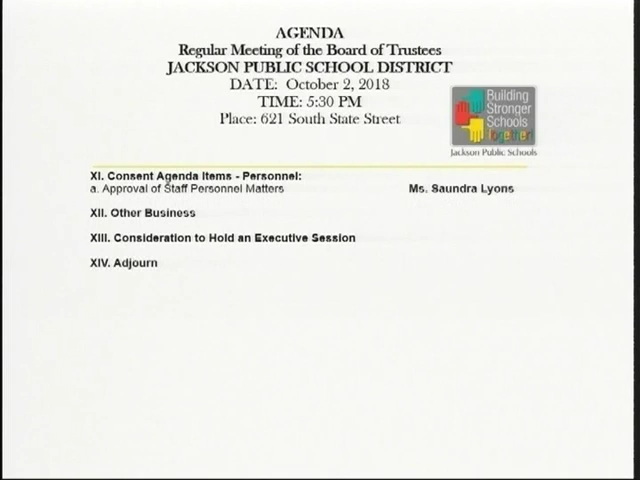 AGENDA
Regular Meeting of the Board of Trustees
JACKSON PUBLIC SCHOOL DISTRICT
DATE: October 2, 2018
TIME: 5:30 PM
Place: 621 South State Street
Building
Stronger
Schools
Together
Jackson Public Schools
XI. Consent Agenda Items - Personnel:
a. Approval of Staff Personnel Matters Ms. Saundra Lyons
XII. Other Business
XIII. Consideration to Hold an Executive Session
XIV. Adjourn